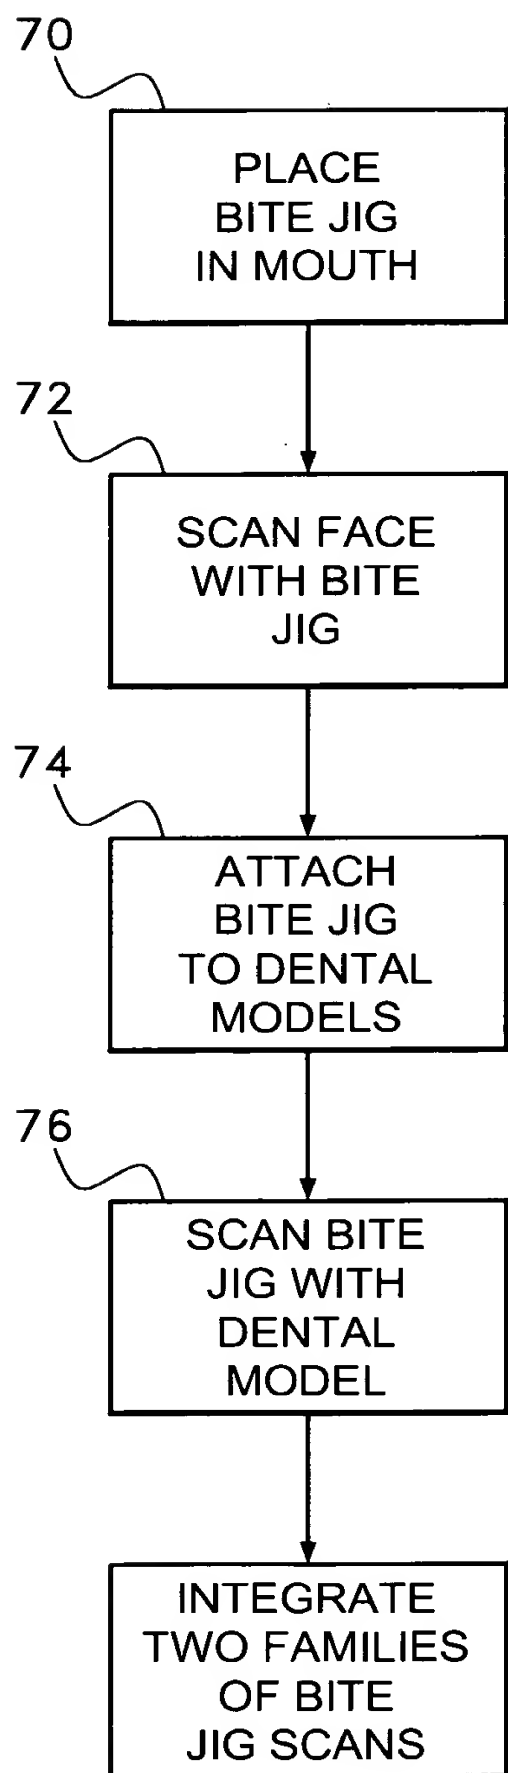 70
PLACE
BITE JIG
IN MOUTH
72
SCAN FACE
WITH BITE
JIG
74
ATTACH
BITE JIG
TO DENTAL
MODELS
76
SCAN BITE
JIG WITH
DENTAL
MODEL
INTEGRATE
TWO FAMILIES
OF BITE
JIG SCANS